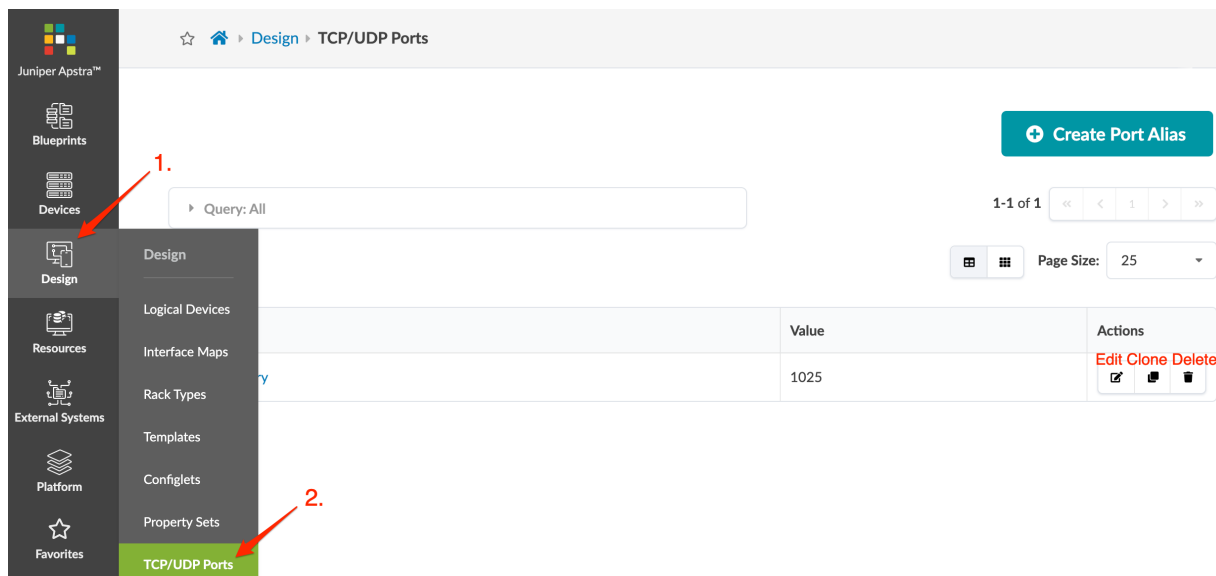 Juniper Apstra™
Design TCP/UDP Ports
Blueprints
Create Port Alias
1.
Devices
Query: All
1-1 of 1 « < 1 > »
Design
Design
Page Size: 25
Logical Devices
Resources
Value
Actions
Interface Maps
Edit Clone Delete
ry
1025
Rack Types
External Systems
Templates
Platform
Configlets
2.
Property Sets
Favorites
TCP/UDP Ports